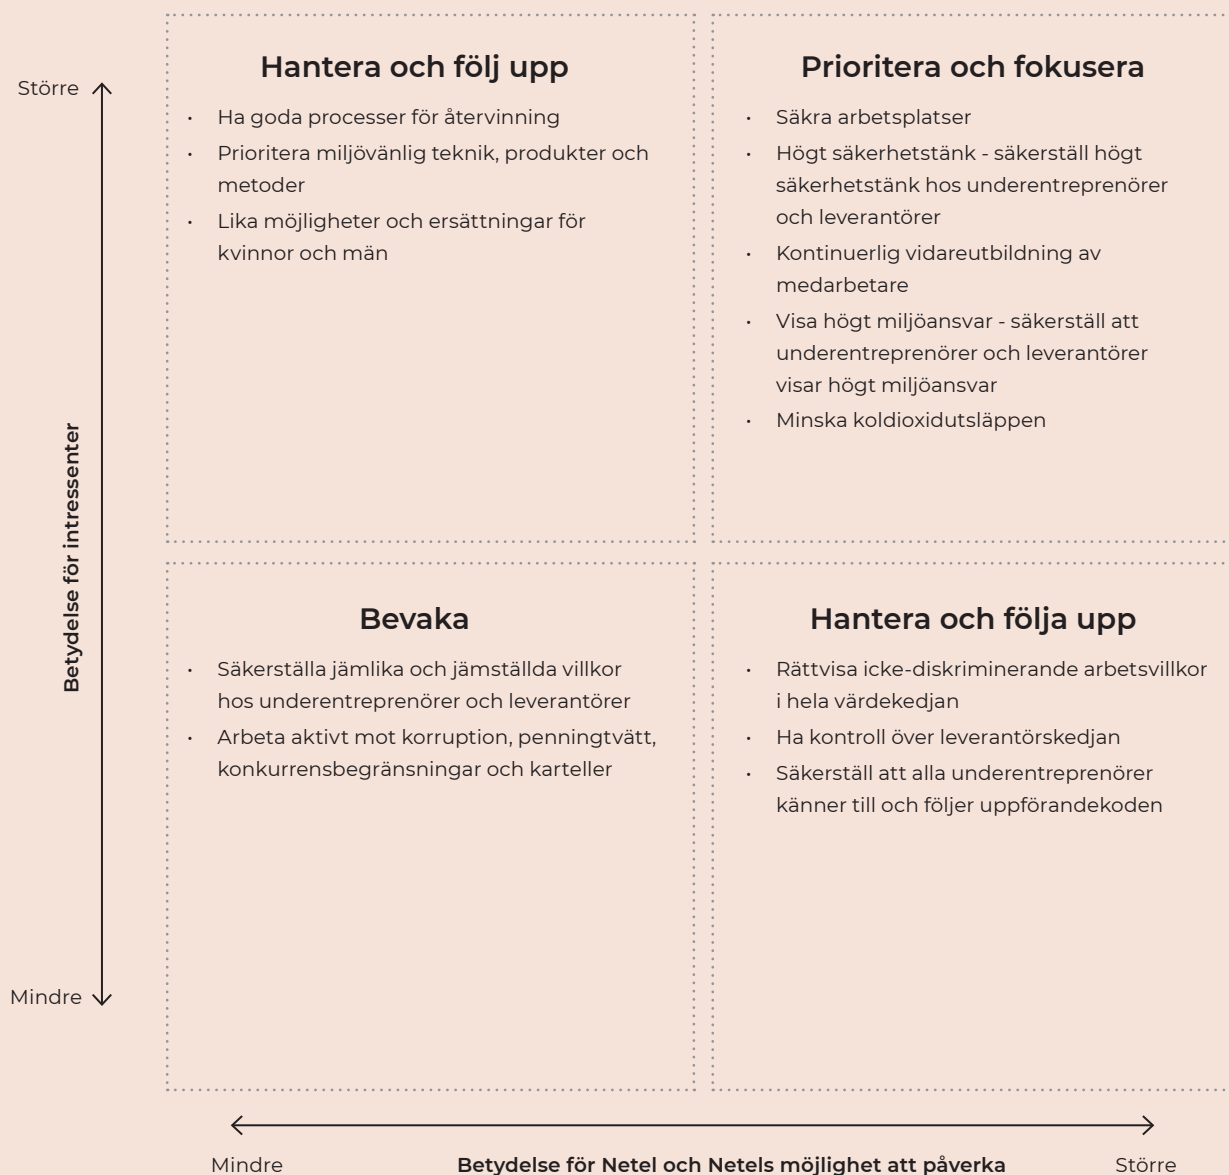 Större
Hantera och följ upp
• Ha goda processer för återvinning
• Prioritera miljövänlig teknik, produkter och
metoder
• Lika möjligheter och ersättningar för
kvinnor och män
Prioritera och fokusera
• Säkra arbetsplatser
• Högt säkerhetstänk - säkerställ högt
säkerhetstänk hos underentreprenörer
och leverantörer
• Kontinuerlig vidareutbildning av
medarbetare
• Visa högt miljöansvar - säkerställ att
underentreprenörer och leverantörer
visar högt miljöansvar
• Minska koldioxidutsläppen
Betydelse för intressenter
Bevaka
• Säkerställa jämlika och jämställda villkor
hos underentreprenörer och leverantörer
• Arbeta aktivt mot korruption, penningtvätt,
konkurrensbegränsningar och karteller
Hantera och följa upp
• Rättvisa icke-diskriminerande arbetsvillkor
i hela värdekedjan
• Ha kontroll över leverantörskedjan
• Säkerställ att alla underentreprenörer
känner till och följer uppförandekoden
Mindre
Mindre
Betydelse för Netel och Netels möjlighet att påverka
Större